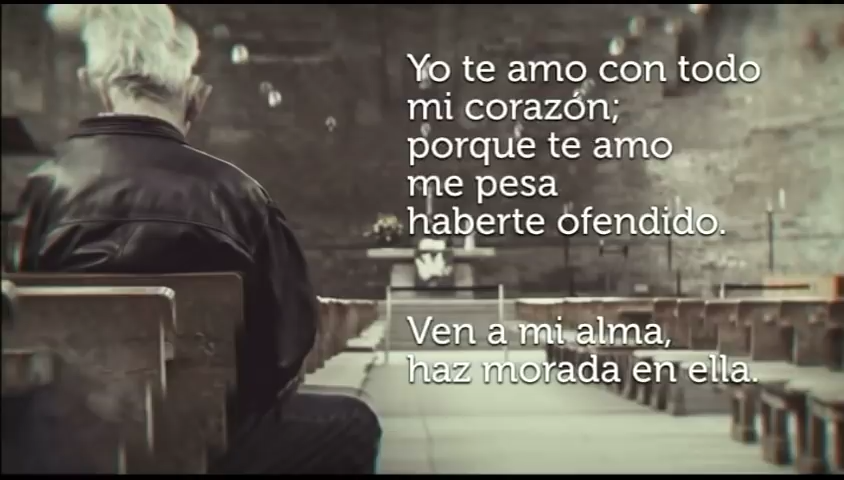 Yo te amo con todo
mi corazón;
porque te amo
me pesa
haberte ofendido.
Ven a mi alma,
haz morada en ella.